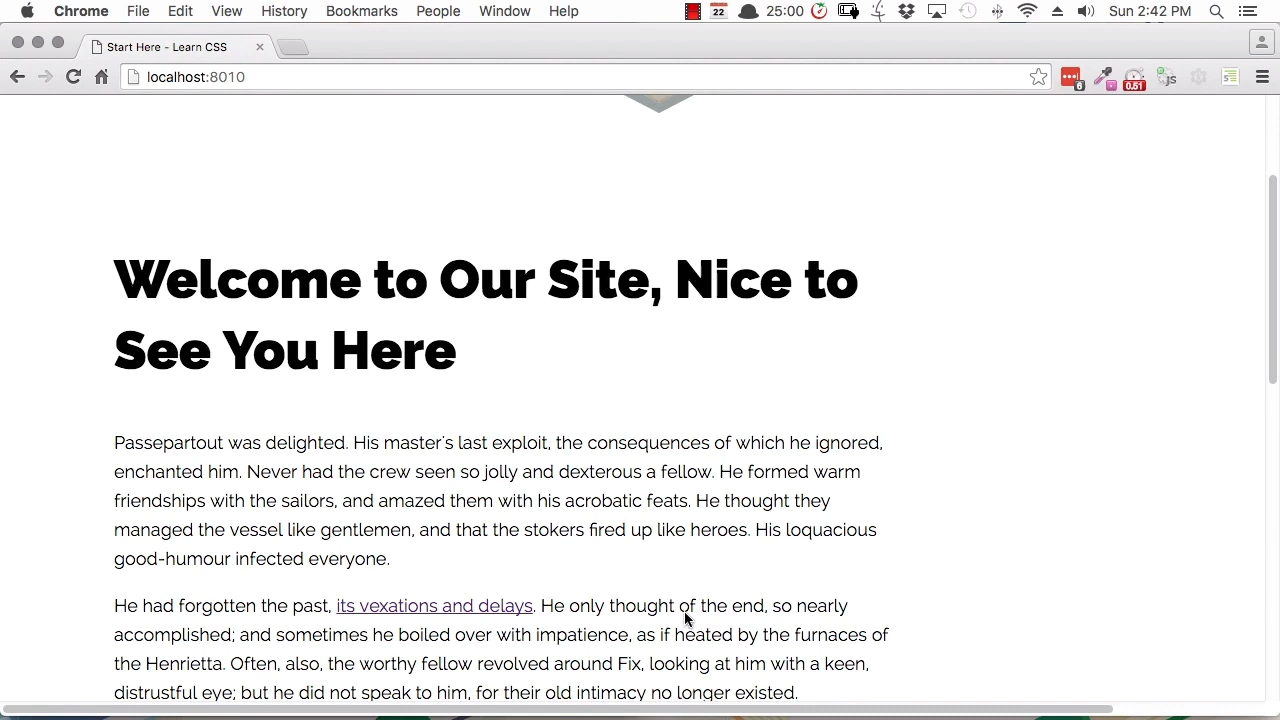 Chrome File Edit View History Bookmarks People Window Help 22 25:00 Sun 2:42 PM
Start Here - Learn CSS
localhost:8010 6 0.51 js 5
Welcome to Our Site, Nice to
See You Here
Passepartout was delighted. His master's last exploit, the consequences of which he ignored,
enchanted him. Never had the crew seen so jolly and dexterous a fellow. He formed warm
friendships with the sailors, and amazed them with his acrobatic feats. He thought they
managed the vessel like gentlemen, and that the stokers fired up like heroes. His loquacious
good-humour infected everyone.
He had forgotten the past, its vexations and delays. He only thought of the end, so nearly
accomplished; and sometimes he boiled over with impatience, as if heated by the furnaces of
the Henrietta. Often, also, the worthy fellow revolved around Fix, looking at him with a keen,
distrustful eye; but he did not speak to him, for their old intimacy no longer existed.